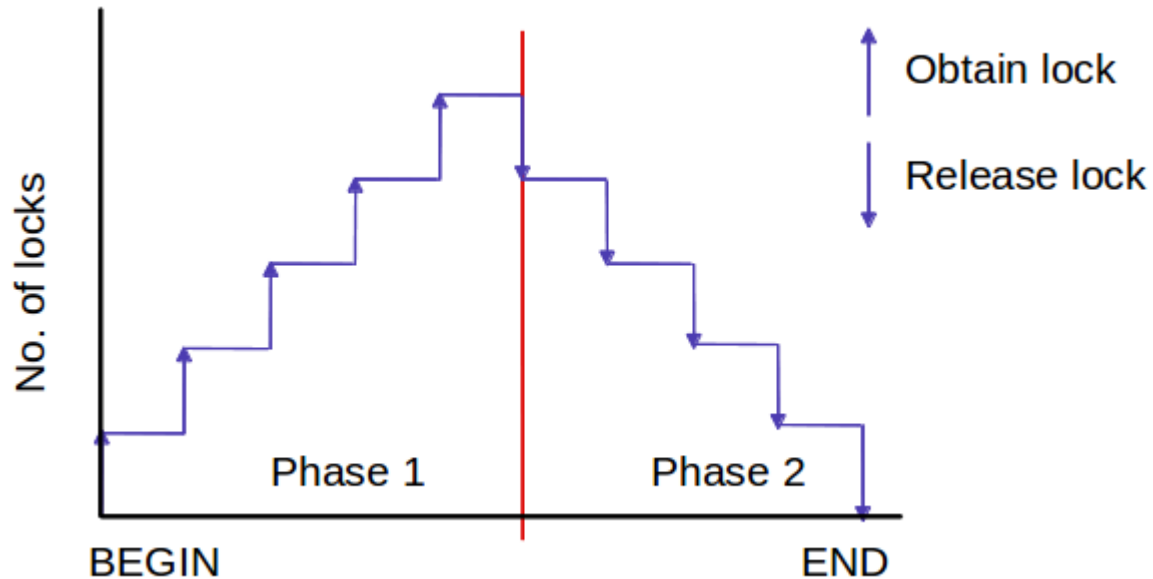 Obtain lock
Release lock
No. of locks
Phase 1
Phase 2
BEGIN
END